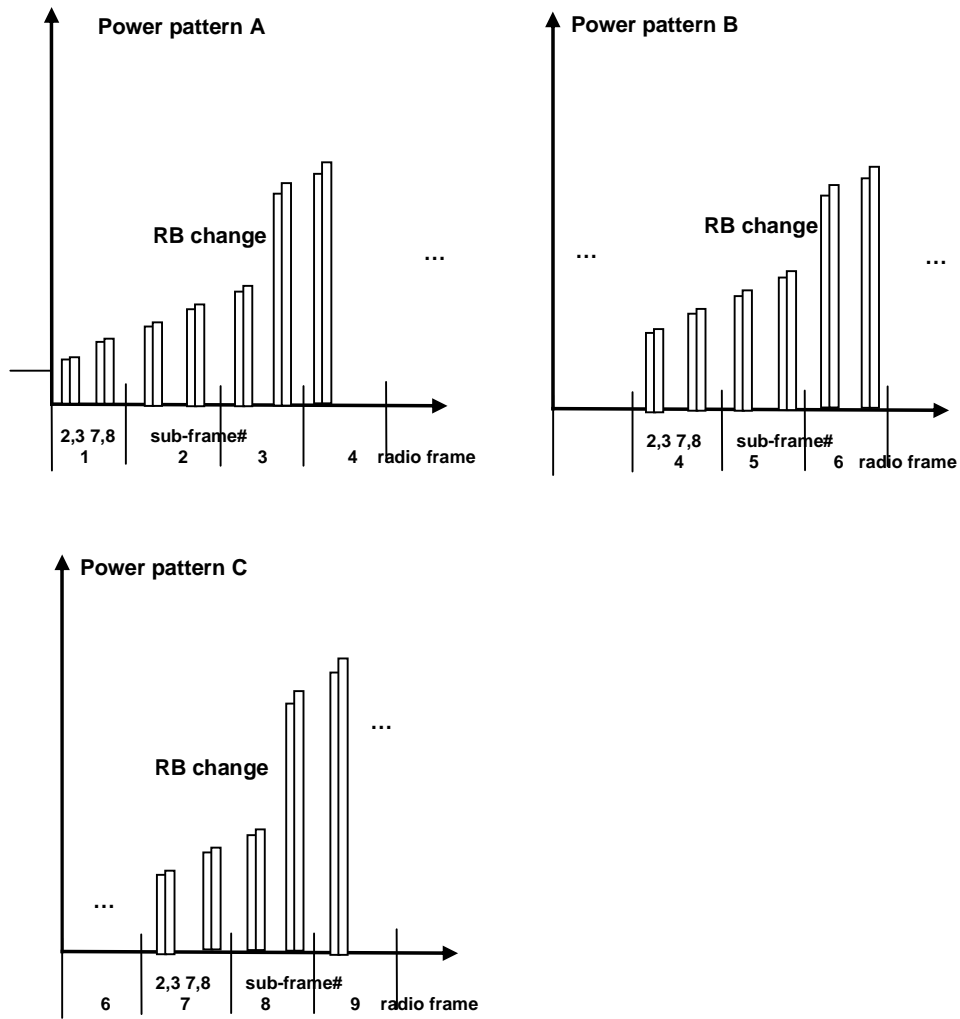 Power pattern A
RB change
...
2,3 7,8 sub-frame#
1 2 3 4 radio frame
Power pattern B
RB change
...
...
2,3 7,8 sub-frame#
4 5 6 radio frame
Power pattern C
RB change
...
...
2,3 7,8 sub-frame#
6 7 8 9 radio frame